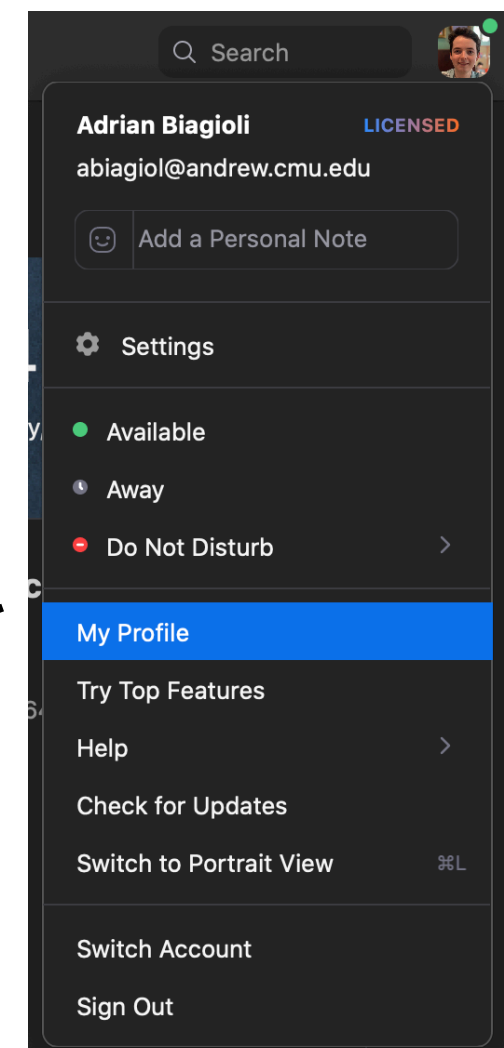 Search
Adrian Biagioli LICENSED
abiagiol@andrew.cmu.edu
Add a Personal Note
Settings
y,
Available
Away
Do Not Disturb
c
My Profile
Try Top Features
Help
Check for Updates
Switch to Portrait View ⌘L
Switch Account
Sign Out